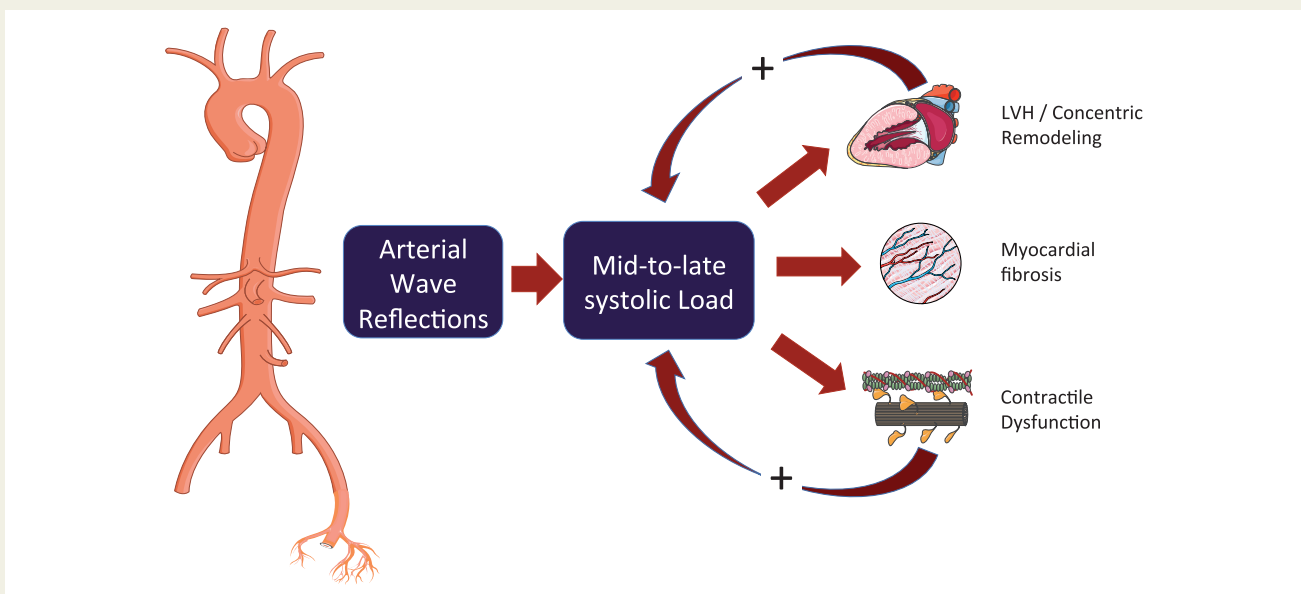 Arterial
Wave
Reflections
Mid-to-late
systolic Load
+
LVH / Concentric
Remodeling
Myocardial
fibrosis
Contractile
Dysfunction
+